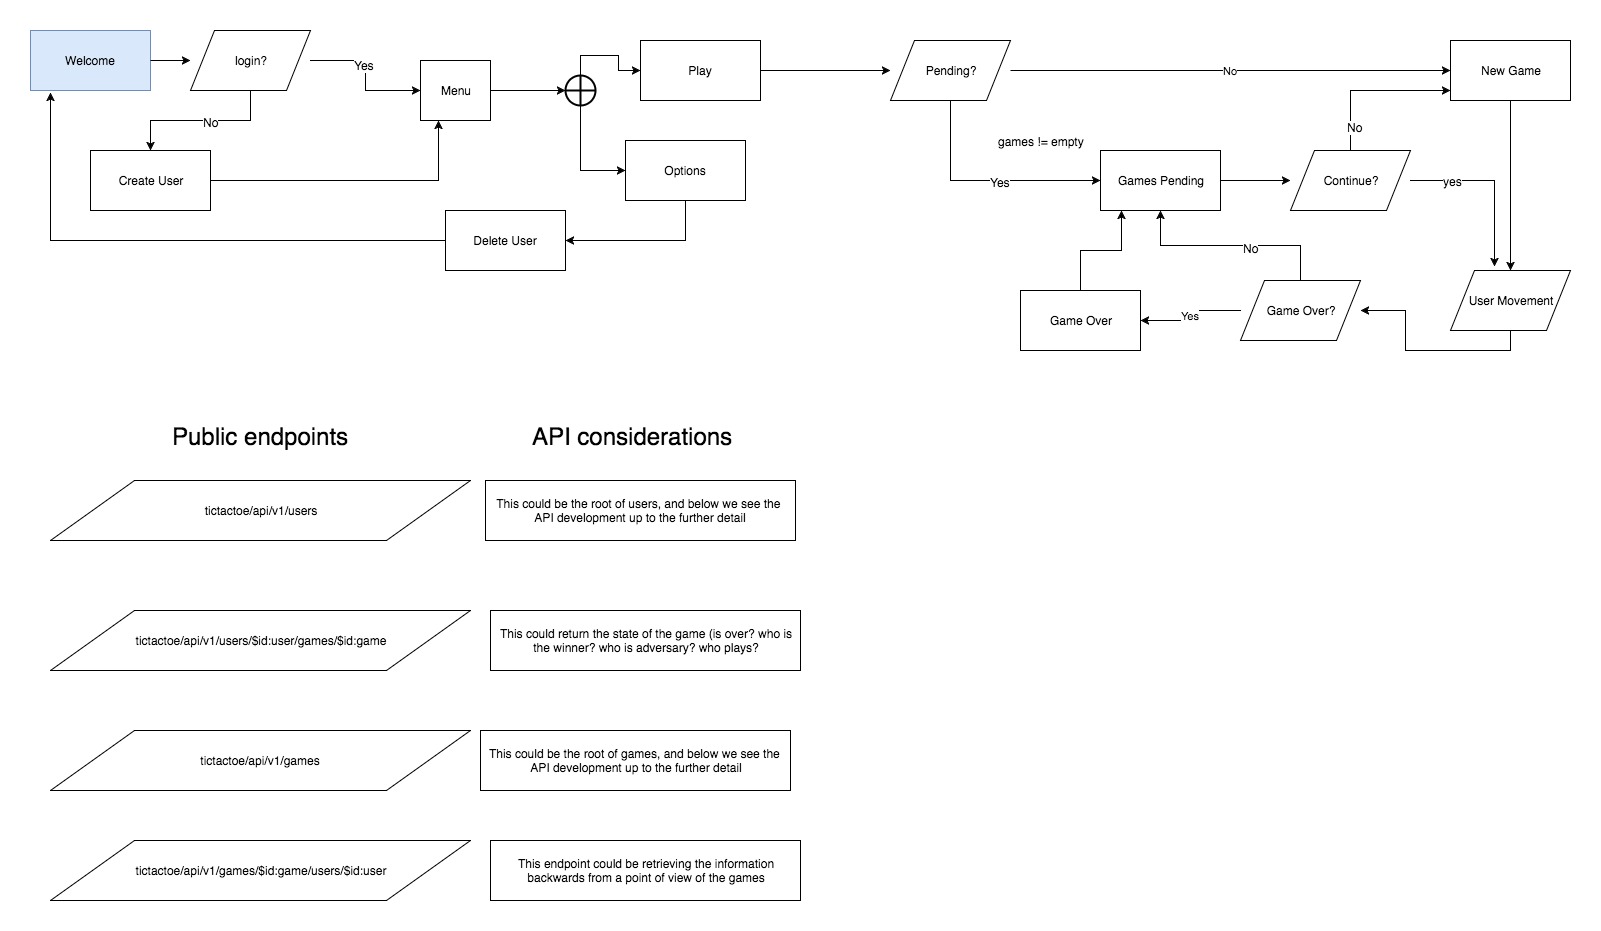 Welcome
login?
Yes
No
Menu
Create User
Play
Options
Delete User
Pending?
No
New Game
games != empty
No
Yes
Games Pending
Continue?
yes
No
Game Over
Yes
Game Over?
User Movement
Public endpoints
API considerations
tictactoe/api/v1/users
This could be the root of users, and below we see the
API development up to the further detail
tictactoe/api/v1/users/$id:user/games/$id:game
This could return the state of the game (is over? who is
the winner? who is adversary? who plays?
tictactoe/api/v1/games
This could be the root of games, and below we see the
API development up to the further detail
tictactoe/api/v1/games/$id:game/users/$id:user
This endpoint could be retrieving the information
backwards from a point of view of the games